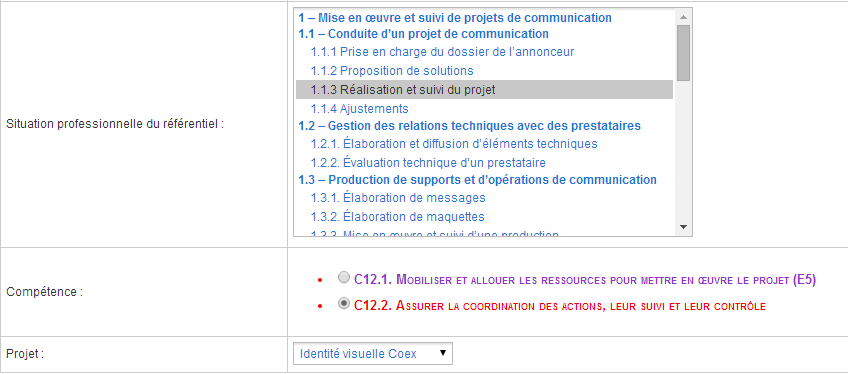 1 – Mise en œuvre et suivi de projets de communication
1.1 – Conduite d’un projet de communication
1.1.1 Prise en charge du dossier de l’annonceur
1.1.2 Proposition de solutions
1.1.3 Réalisation et suivi du projet
1.1.4 Ajustements
Situation professionnelle du référentiel :
1.2 – Gestion des relations techniques avec des prestataires
1.2.1. Élaboration et diffusion d’éléments techniques
1.2.2. Évaluation technique d’un prestataire
1.3 – Production de supports et d’opérations de communication
1.3.1. Élaboration de messages
1.3.2. Élaboration de maquettes
1.3.3. Mise en œuvre et suivi d’une production
Compétence :
C12.1. Mobiliser et allouer les ressources pour mettre en œuvre le projet (E5)
C12.2. Assurer la coordination des actions, leur suivi et leur contrôle
Projet :
Identité visuelle Coex